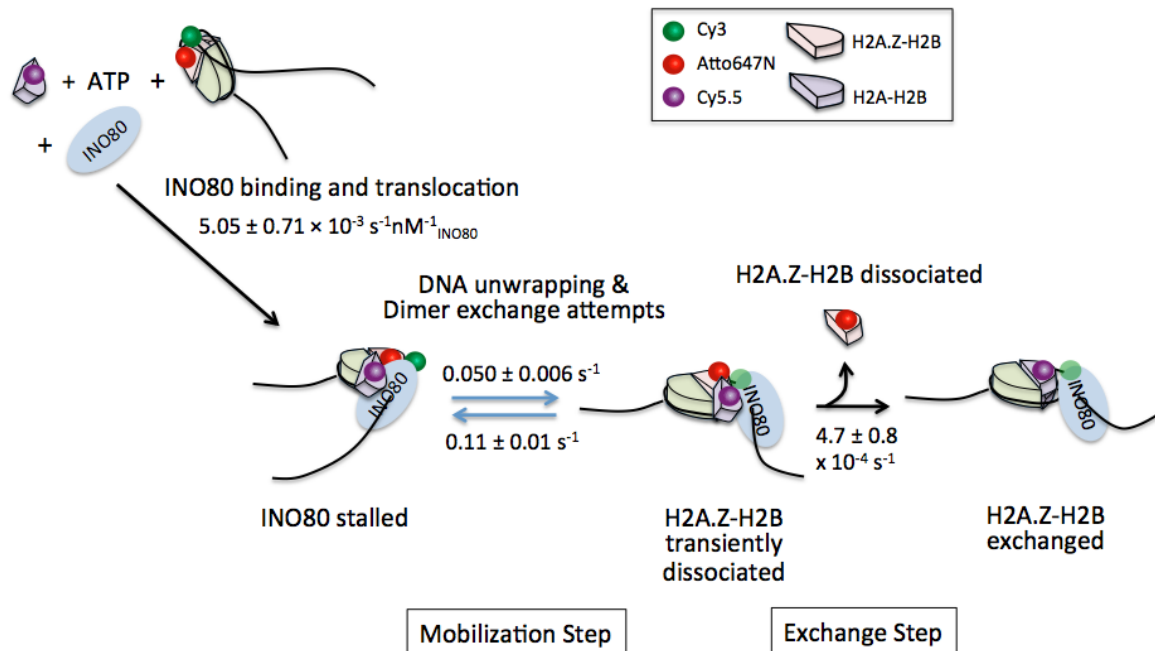 Cy3
Atto647N
Cy5.5
H2A.Z-H2B
H2A-H2B
+ ATP +
+ INO80
INO80 binding and translocation
5.05 ± 0.71 × 10⁻³ s⁻¹nM⁻¹INO80
DNA unwrapping &
Dimer exchange attempts
H2A.Z-H2B dissociated
INO80
0.050 ± 0.006 s⁻¹
0.11 ± 0.01 s⁻¹
INO80
4.7 ± 0.8
x 10⁻⁴ s⁻¹
INO80
INO80 stalled
H2A.Z-H2B
transiently
dissociated
H2A.Z-H2B
exchanged
Mobilization Step
Exchange Step